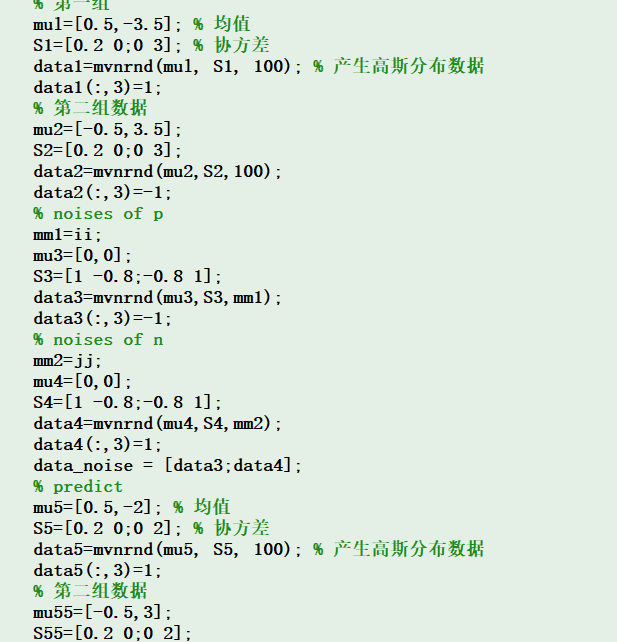 % 第一组
mul=[0.5,-3.5]; % 均值
S1=[0.2 0;0 3]; % 协方差
data1=mvnrnd(mul, S1, 100); % 产生高斯分布数据
data1(:,3)=1;
% 第二组数据
mu2=[-0.5,3.5];
S2=[0.2 0;0 3];
data2=mvnrnd(mu2,S2,100);
data2(:,3)=-1;
% noises of p
mm1=ii;
mu3=[0,0];
S3=[1 -0.8;-0.8 1];
data3=mvnrnd(mu3,S3,mm1);
data3(:,3)=-1;
% noises of n
mm2=jj;
mu4=[0,0];
S4=[1 -0.8;-0.8 1];
data4=mvnrnd(mu4,S4,mm2);
data4(:,3)=1;
data_noise = [data3;data4];
% predict
mu5=[0.5,-2]; % 均值
S5=[0.2 0;0 2]; % 协方差
data5=mvnrnd(mu5, S5, 100); % 产生高斯分布数据
data5(:,3)=1;
% 第二组数据
mu55=[-0.5,3];
S55=[0.2 0;0 2];